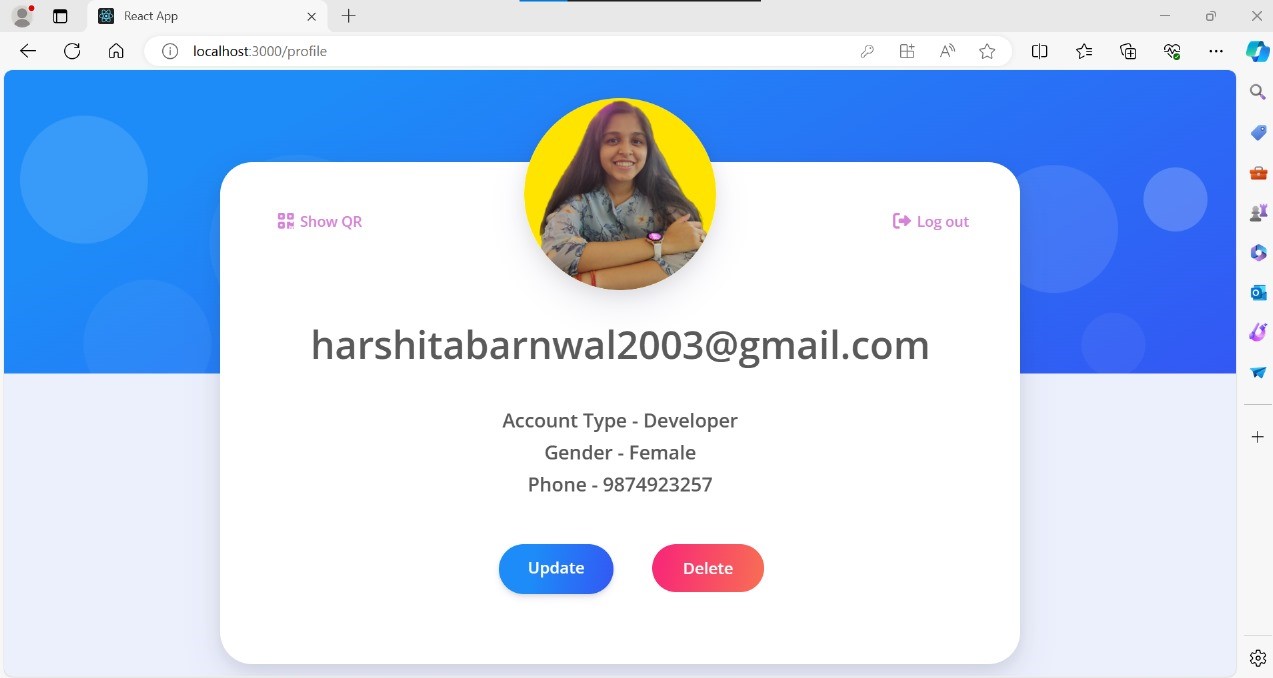 React App
localhost:3000/profile
Show QR
Log out
harshitabarnwal2003@gmail.com
Account Type - Developer
Gender - Female
Phone - 9874923257
Update
Delete